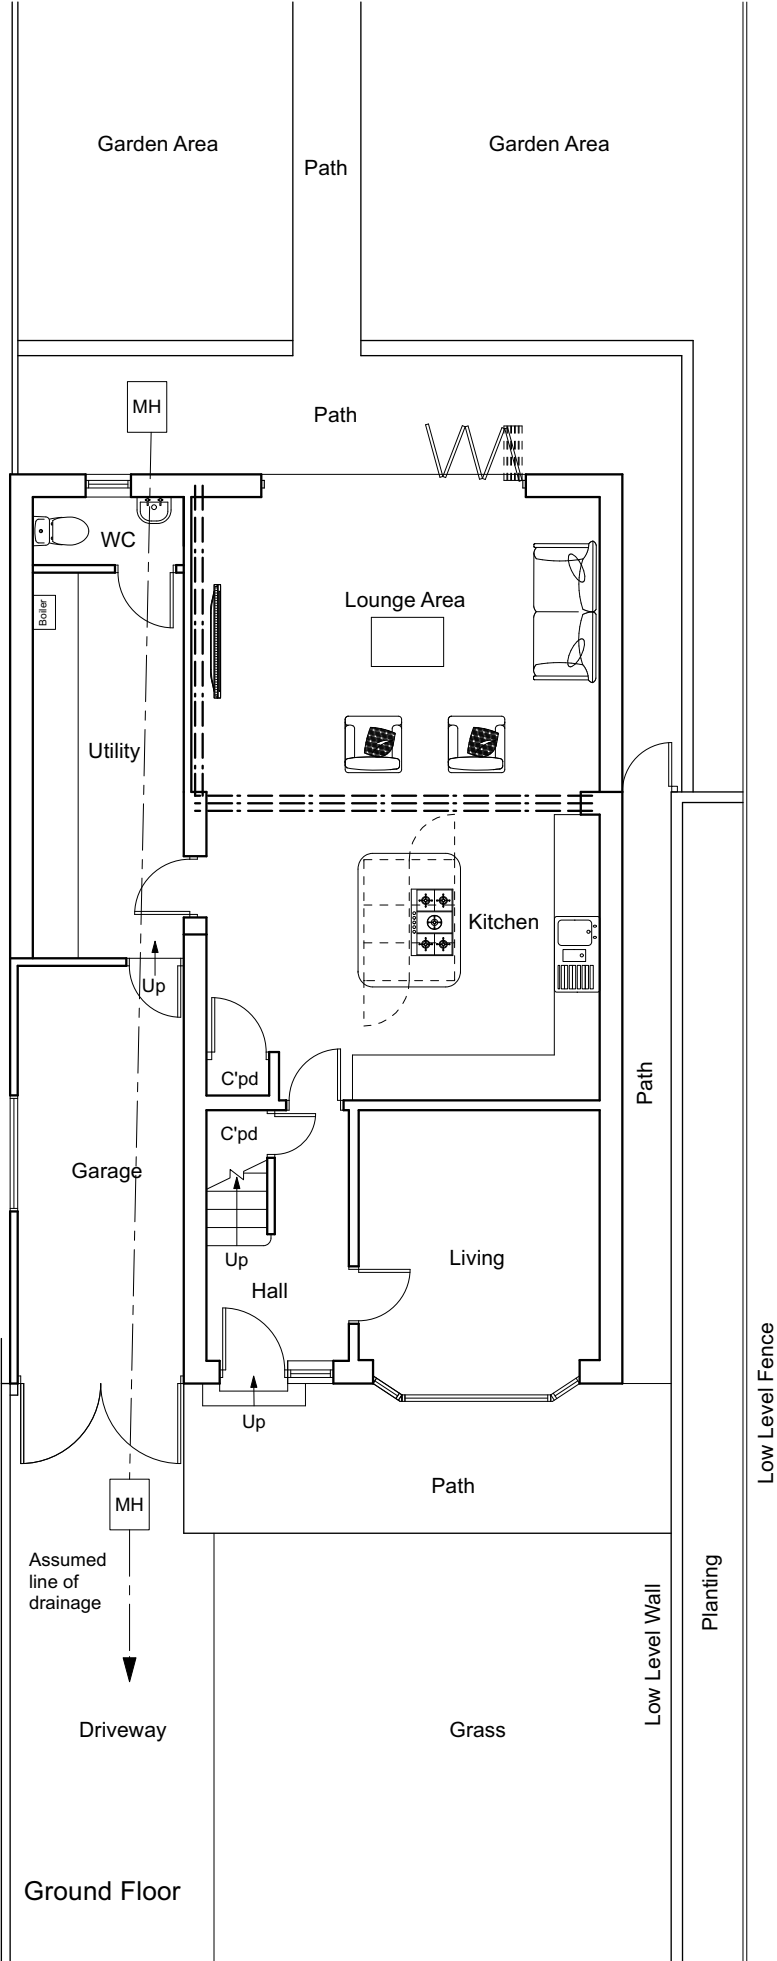 Garden Area
Garden Area
Path
MH
Path
WC
Lounge Area
Boiler
Utility
Kitchen
Up
C'pd
Path
C'pd
Garage
Up
Living
Hall
Up
Low Level Fence
Path
MH
Assumed
line of
drainage
Planting
Low Level Wall
Driveway
Grass
Ground Floor